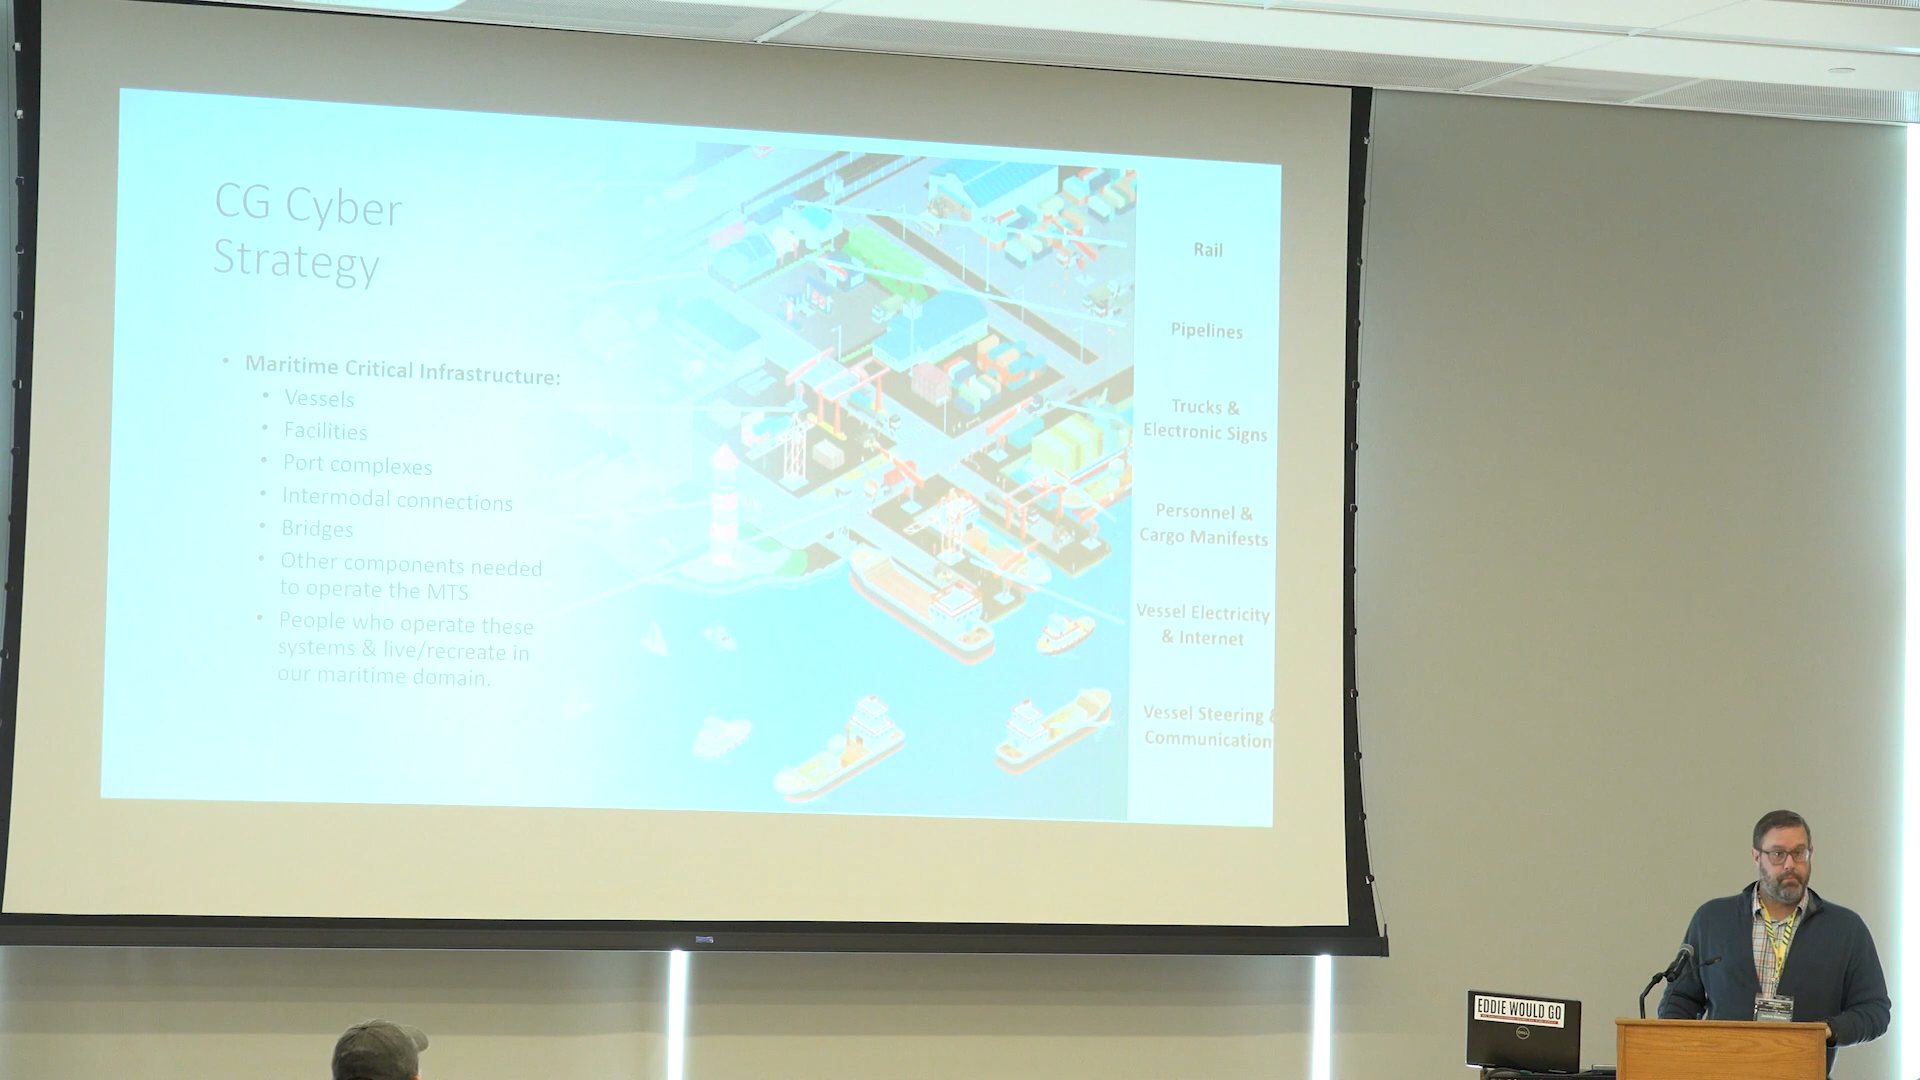 CG Cyber
Strategy
• Maritime Critical Infrastructure:
• Vessels
• Facilities
• Port complexes
• Intermodal connections
• Bridges
• Other components needed
to operate the MTS
• People who operate these
systems & live/recreate in
our maritime domain.
Rail
Pipelines
Trucks &
Electronic Signs
Personnel &
Cargo Manifests
Vessel Electricity
& Internet
Vessel Steering &
Communication
EDDIE WOULD GO
DELL